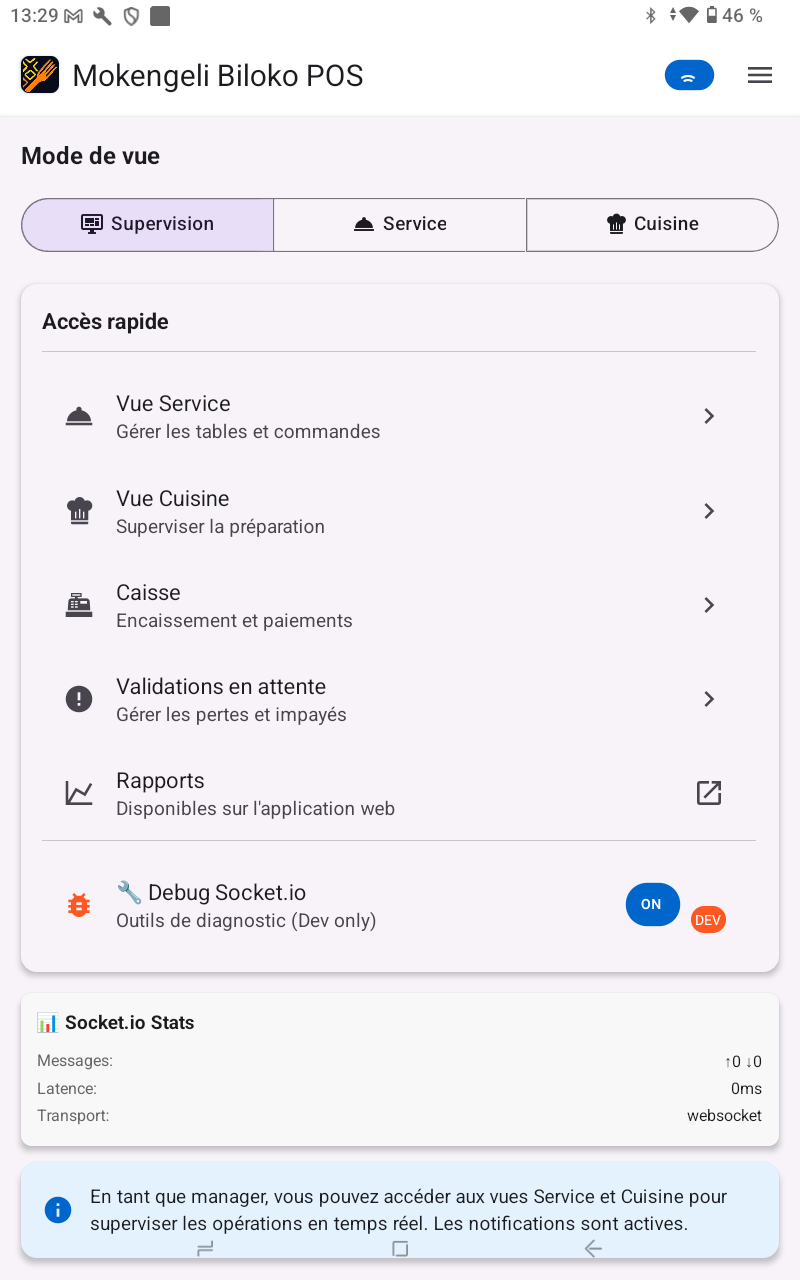 13:29
46 %
Mokengeli Biloko POS
Mode de vue
Supervision
Service
Cuisine
Accès rapide
Vue Service
Gérer les tables et commandes
Vue Cuisine
Superviser la préparation
Caisse
Encaissement et paiements
Validations en attente
Gérer les pertes et impayés
Rapports
Disponibles sur l'application web
🔧 Debug Socket.io
Outils de diagnostic (Dev only)
ON
DEV
📊 Socket.io Stats
Messages: ↑0 ↓0
Latence: 0ms
Transport: websocket
En tant que manager, vous pouvez accéder aux vues Service et Cuisine pour
superviser les opérations en temps réel. Les notifications sont actives.